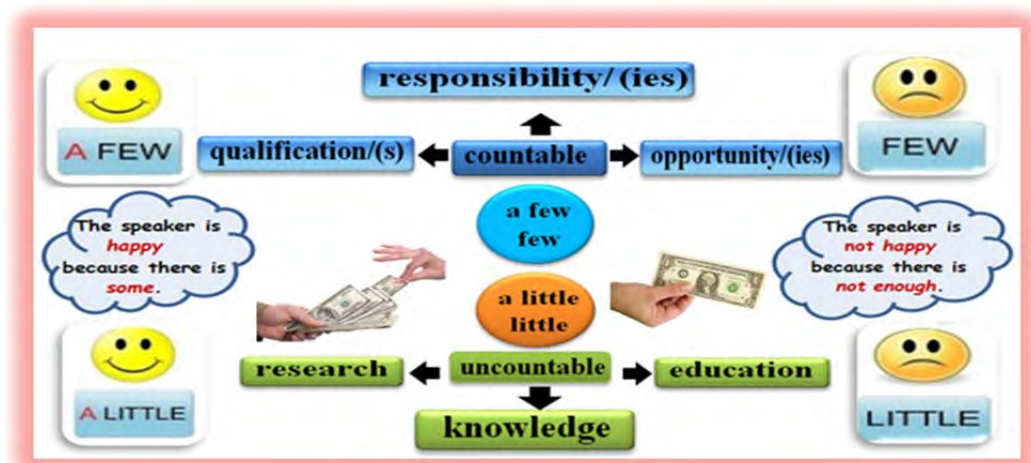 responsibility/(ies)
A FEW
qualification/(s)
countable
opportunity/(ies)
FEW
The speaker is
happy
because there is
some.
a few
few
The speaker is
not happy
because there is
not enough.
a little
little
research
uncountable
education
A LITTLE
knowledge
LITTLE